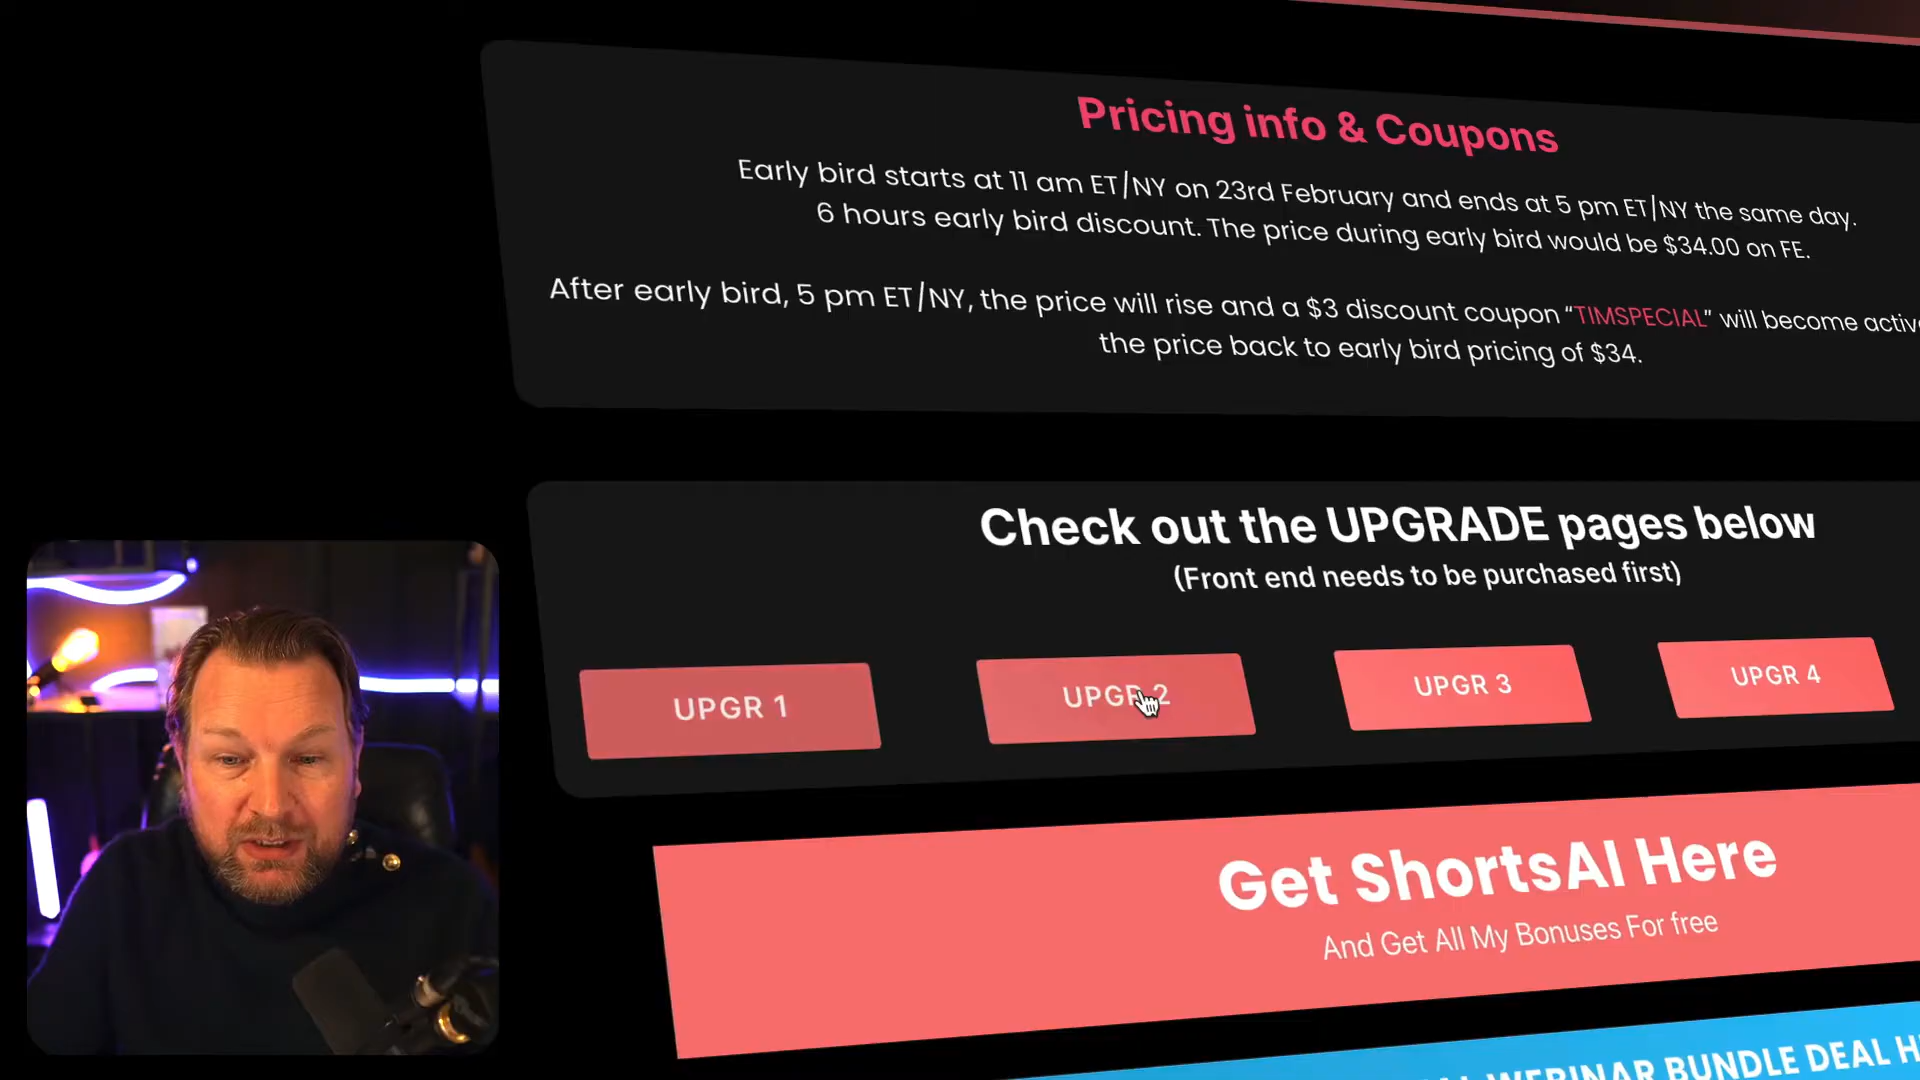 Pricing info & Coupons
Early bird starts at 11 am ET/NY on 23rd February and ends at 5 pm ET/NY the same day.
6 hours early bird discount. The price during early bird would be $34.00 on FE.
After early bird, 5 pm ET/NY, the price will rise and a $3 discount coupon “TIMSPECIAL” will become activ
the price back to early bird pricing of $34.
Check out the UPGRADE pages below
(Front end needs to be purchased first)
UPGR 1
UPGR 2
UPGR 3
UPGR 4
Get ShortsAI Here
And Get All My Bonuses For free
WEBINAR BUNDLE DEAL H